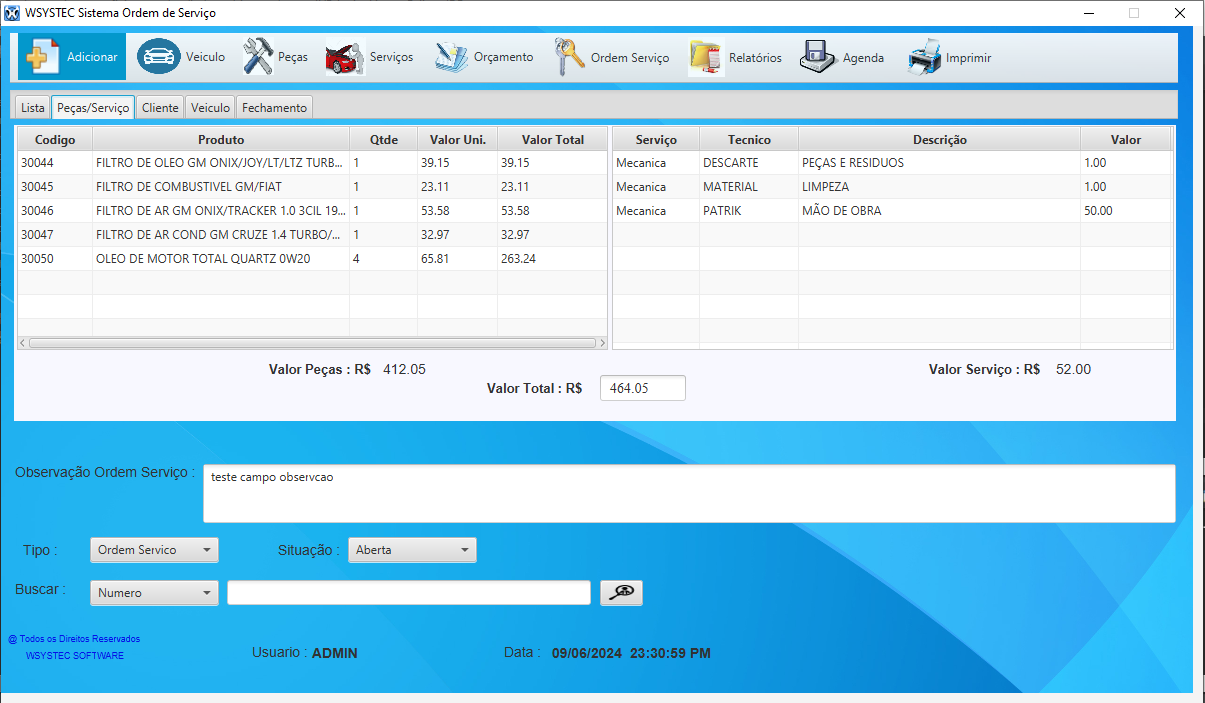 WSYSTEC Sistema Ordem de Serviço
Adicionar Veiculo Peças Serviços Orçamento Ordem Serviço Relatórios Agenda Imprimir
Lista Peças/Serviço Cliente Veiculo Fechamento
Codigo Produto Qtde Valor Uni. Valor Total
30044 FILTRO DE OLEO GM ONIX/JOY/LT/LTZ TURB... 1 39.15 39.15
30045 FILTRO DE COMBUSTIVEL GM/FIAT 1 23.11 23.11
30046 FILTRO DE AR GM ONIX/TRACKER 1.0 3CIL 19... 1 53.58 53.58
30047 FILTRO DE AR COND GM CRUZE 1.4 TURBO/... 1 32.97 32.97
30050 OLEO DE MOTOR TOTAL QUARTZ 0W20 4 65.81 263.24
Serviço Tecnico Descrição Valor
Mecanica DESCARTE PEÇAS E RESIDUOS 1.00
Mecanica MATERIAL LIMPEZA 1.00
Mecanica PATRIK MÃO DE OBRA 50.00
Valor Peças : R$ 412.05
Valor Serviço : R$ 52.00
Valor Total : R$ 464.05
Observação Ordem Serviço :
teste campo observcao
Tipo : Ordem Servico Situação : Aberta
Buscar : Numero
@ Todos os Direitos Reservados
WSYSTEC SOFTWARE
Usuario : ADMIN
Data : 09/06/2024 23:30:59 PM